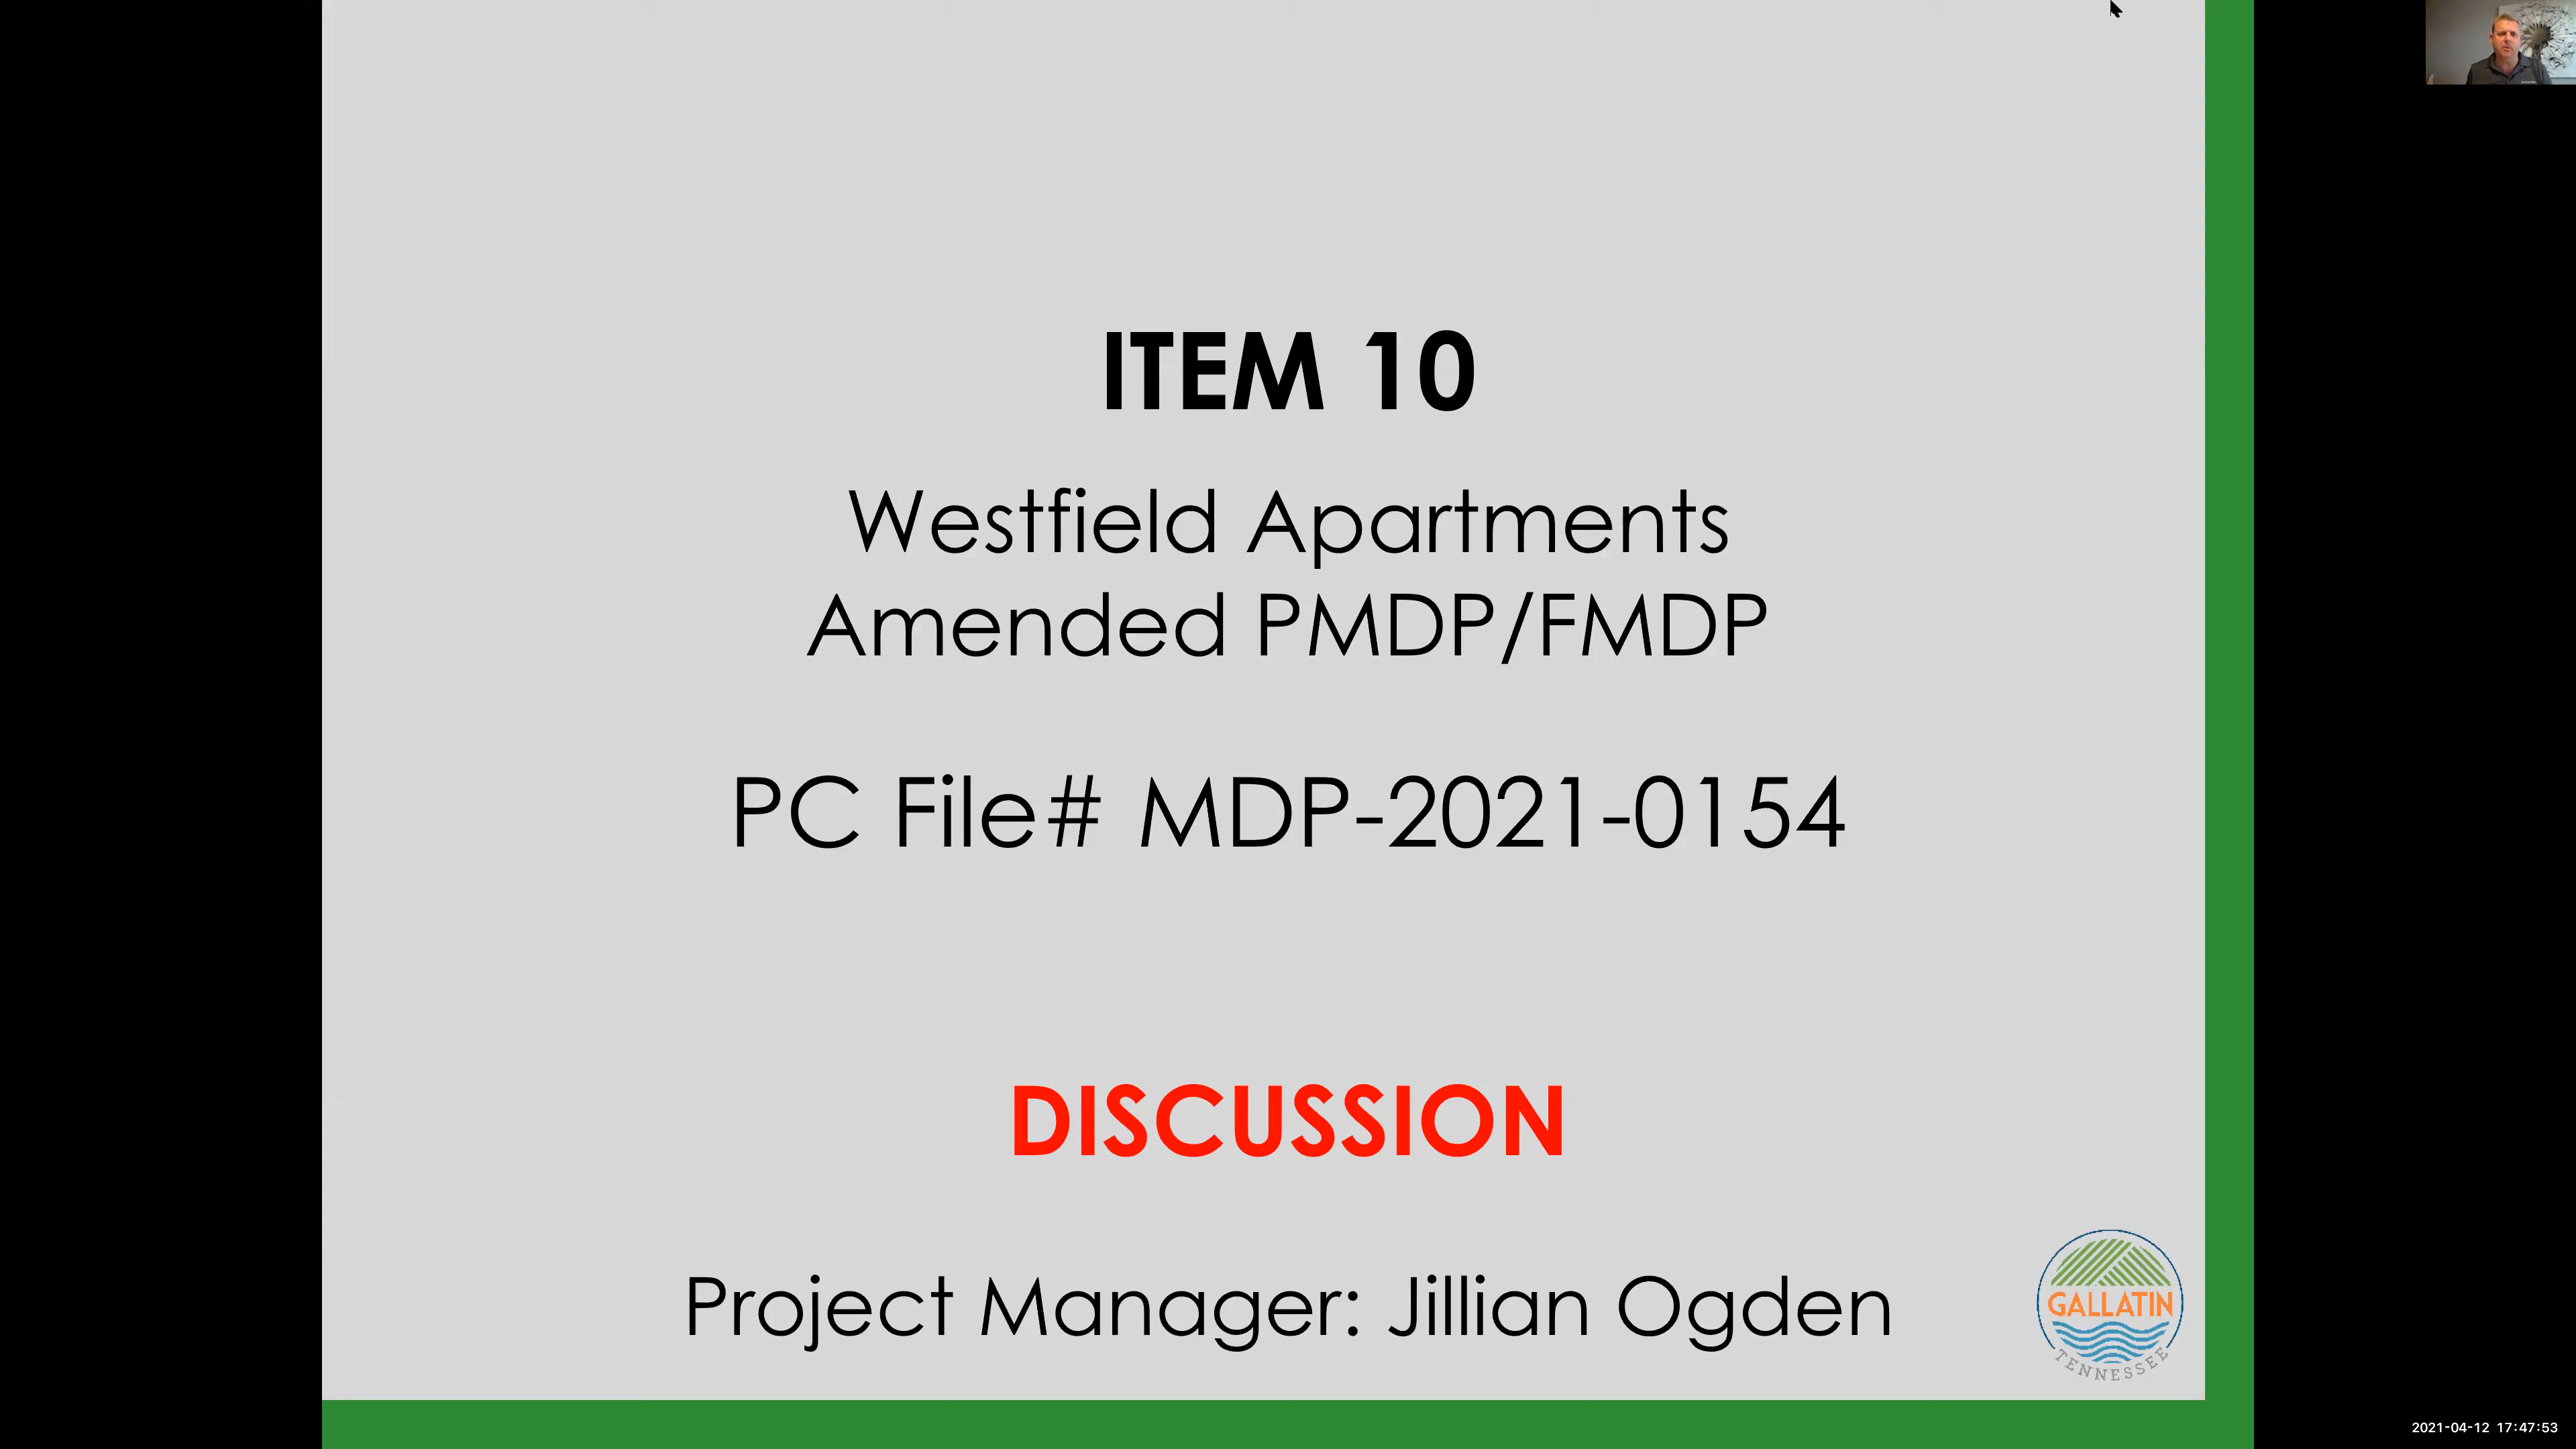 ITEM 10
Westfield Apartments
Amended PMDP/FMDP
PC File# MDP-2021-0154
DISCUSSION
Project Manager: Jillian Ogden
GALLATIN
TENNESSEE
2021-04-12 17:47:53